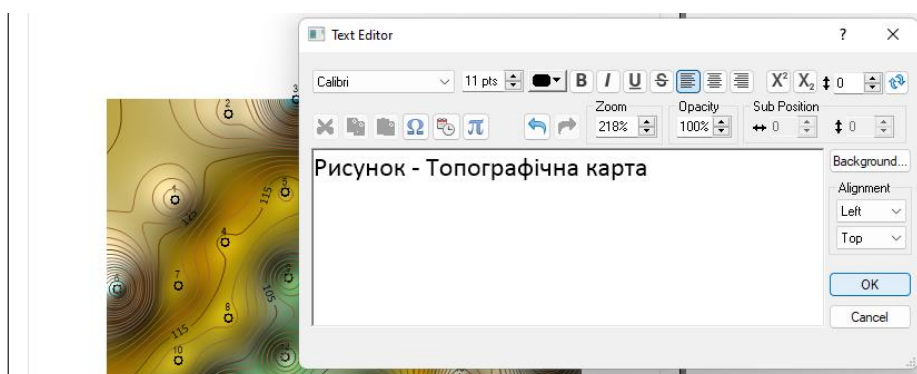 Text Editor ? ×
Calibri 11 pts B I U S X² X₂ 0
Zoom Opacity Sub Position
Ω π 218% 100% 0 0
Рисунок - Топографічна карта
Background...
Alignment
Left
Top
OK
Cancel
3
2
115
125
4
7
105
8
115
10